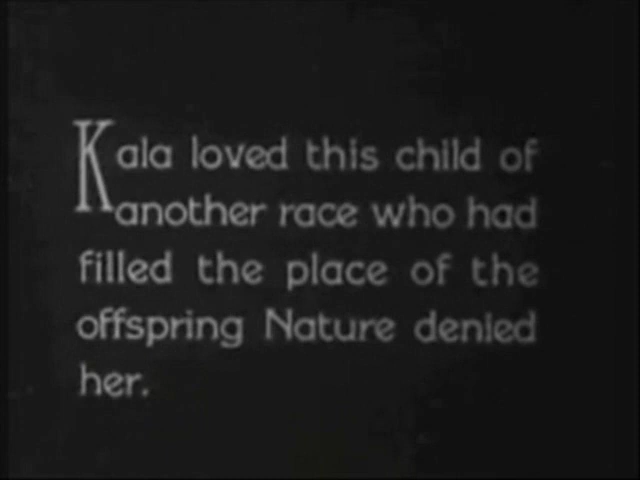 Kala loved this child of
another race who had
filled the place of the
offspring Nature denied
her.